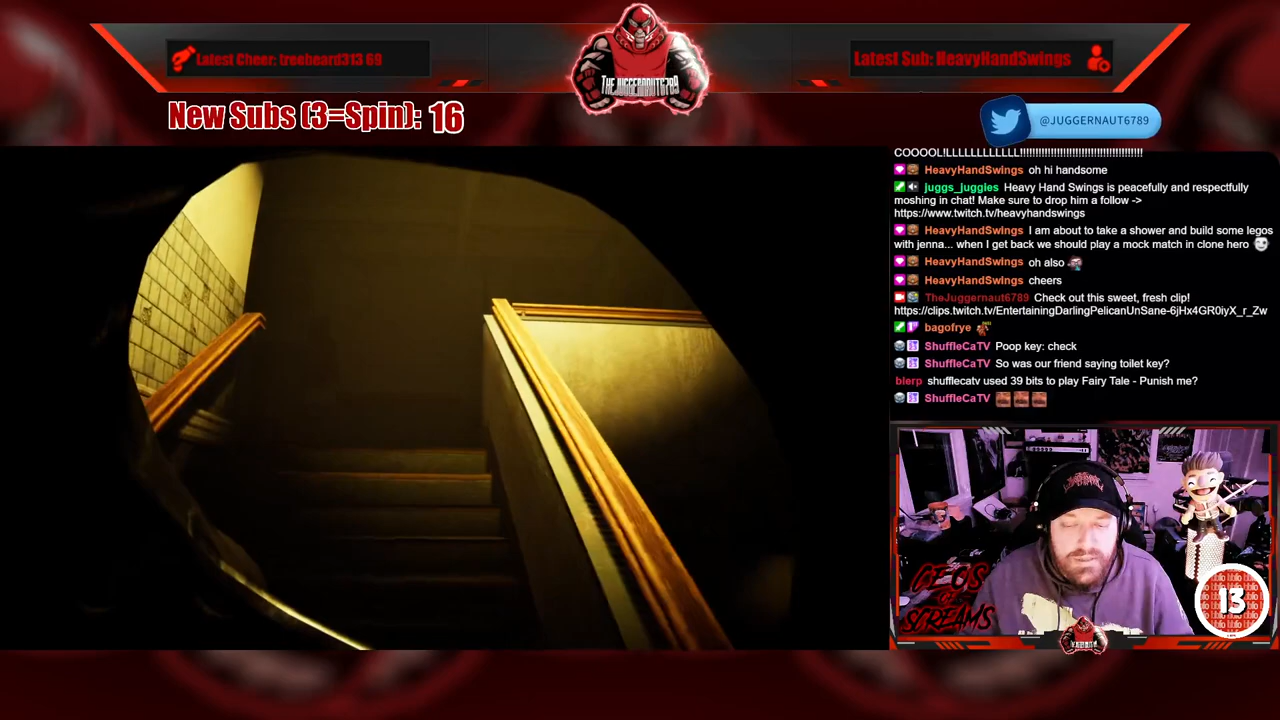 Latest Cheer: treebeard313 69
THEJUGGERNAUT6789
Latest Sub: HeavyHandSwings
New Subs (3=Spin): 16
@JUGGERNAUT6789
COOOOL!LLLLLLLLLLL!!!!!!!!!!!!!!!!!!!!!!!!!!!!!!!!!!!!!!!!!!!
HeavyHandSwings oh hi handsome
juggs_juggles Heavy Hand Swings is peacefully and respectfully
moshing in chat! Make sure to drop him a follow ->
https://www.twitch.tv/heavyhandswings
HeavyHandSwings I am about to take a shower and build some legos
with jenna... when I get back we should play a mock match in clone hero
HeavyHandSwings oh also
HeavyHandSwings cheers
TheJuggernaut6789 Check out this sweet, fresh clip!
https://clips.twitch.tv/EntertainingDarlingPelicanUnSane-6jHx4GR0iyX_r_Zw
bagofrye
ShuffleCaTV Poop key: check
ShuffleCaTV So was our friend saying toilet key?
blerp shufflecatv used 39 bits to play Fairy Tale - Punish me?
ShuffleCaTV
SCREAMS
13